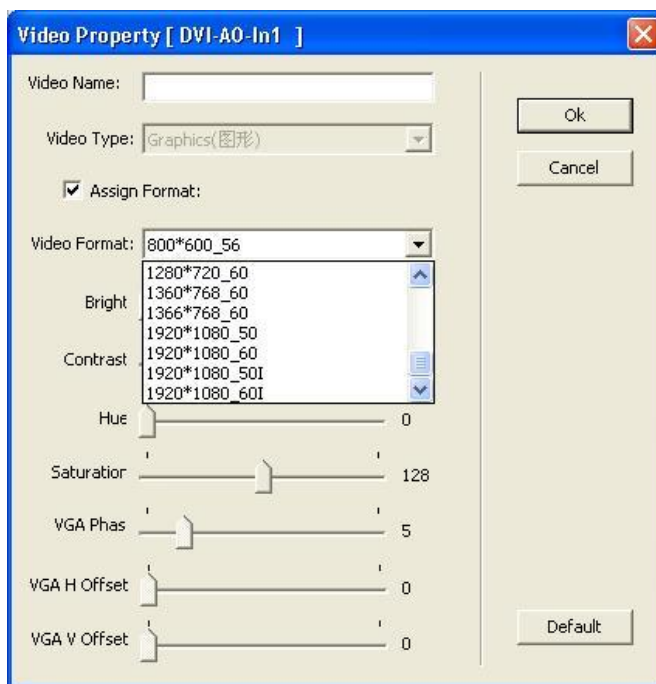 Video Property [ DVI-A0-In1 ]
Video Name:
Ok
Video Type: Graphics(图形)
Cancel
Assign Format:
Video Format: 800*600_56
1280*720_60
1360*768_60
1366*768_60
1920*1080_50
1920*1080_60
1920*1080_50I
1920*1080_60I
Bright
Contrast
Hue 0
Saturation 128
VGA Phas 5
VGA H Offset 0
VGA V Offset 0
Default